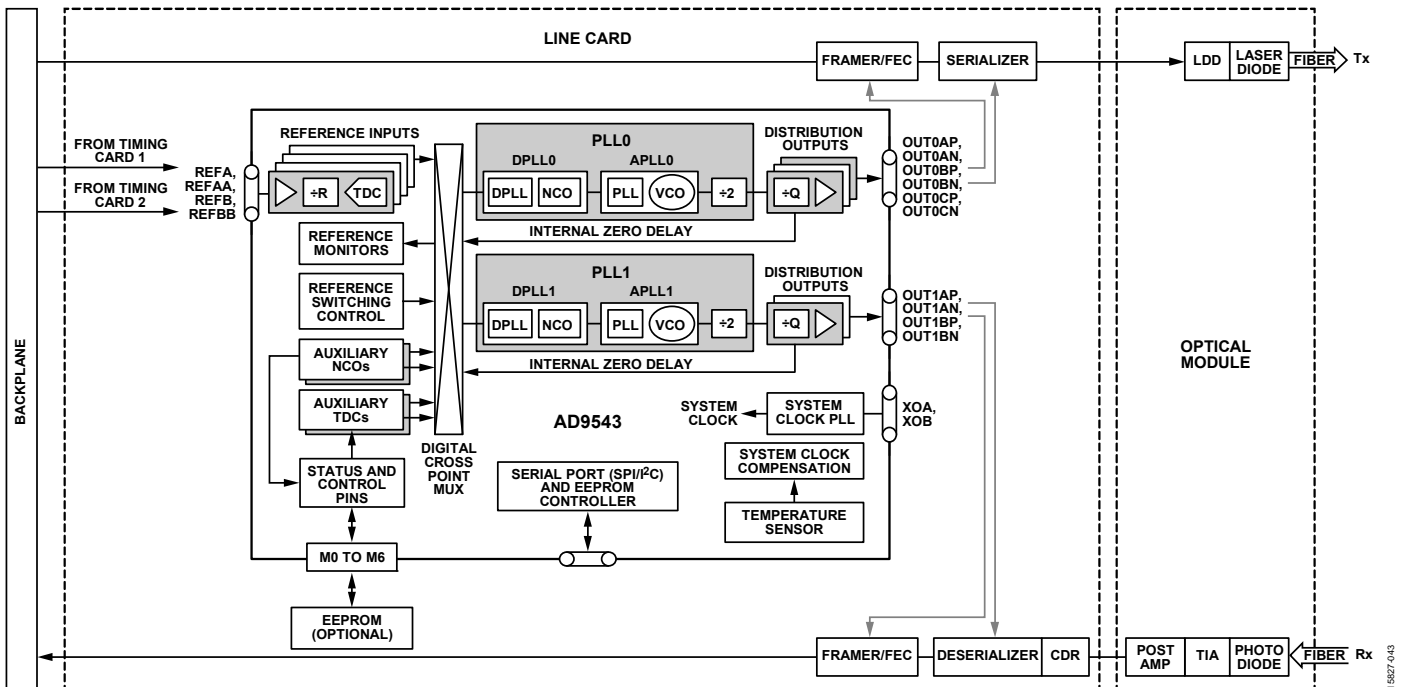 LINE CARD
FRAMER/FEC
SERIALIZER
LDD
LASER
DIODE
FIBER
Tx
BACKPLANE
FROM TIMING
CARD 1
FROM TIMING
CARD 2
REFA,
REFAA,
REFB,
REFBB
REFERENCE INPUTS
÷R
TDC
REFERENCE
MONITORS
REFERENCE
SWITCHING
CONTROL
AUXILIARY
NCOs
AUXILIARY
TDCs
STATUS AND
CONTROL
PINS
M0 TO M6
EEPROM
(OPTIONAL)
DIGITAL
CROSS
POINT
MUX
PLL0
DPLL0
APLL0
DPLL
NCO
PLL
VCO
÷2
DISTRIBUTION
OUTPUTS
÷Q
INTERNAL ZERO DELAY
OUT0AP,
OUT0AN,
OUT0BP,
OUT0BN,
OUT0CP,
OUT0CN
PLL1
DPLL1
APLL1
DPLL
NCO
PLL
VCO
÷2
DISTRIBUTION
OUTPUTS
÷Q
INTERNAL ZERO DELAY
OUT1AP,
OUT1AN,
OUT1BP,
OUT1BN
AD9543
SYSTEM
CLOCK
SYSTEM
CLOCK PLL
XOA,
XOB
SYSTEM CLOCK
COMPENSATION
TEMPERATURE
SENSOR
SERIAL PORT (SPI/I²C)
AND EEPROM
CONTROLLER
OPTICAL
MODULE
FRAMER/FEC
DESERIALIZER
CDR
POST
AMP
TIA
PHOTO
DIODE
FIBER
Rx
15827-043